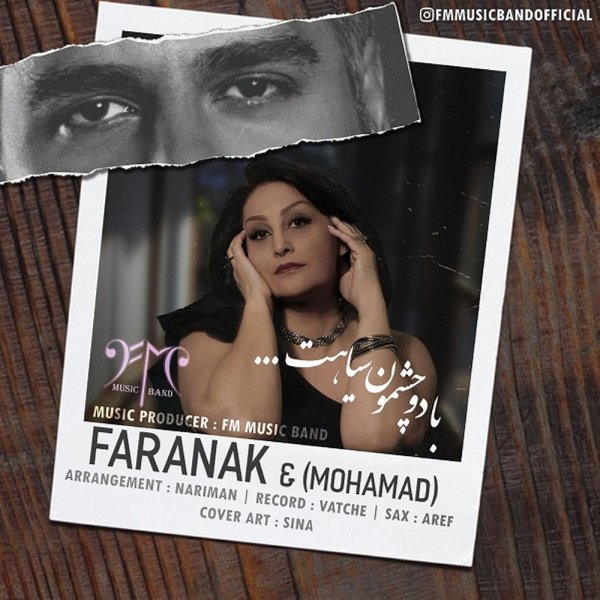 @FMMUSICBANDOFFICIAL
با دو چشمون سیاهت ...
FM
MUSIC BAND
MUSIC PRODUCER : FM MUSIC BAND
FARANAK & (MOHAMAD)
ARRANGEMENT : NARIMAN | RECORD : VATCHE | SAX : AREF
COVER ART : SINA